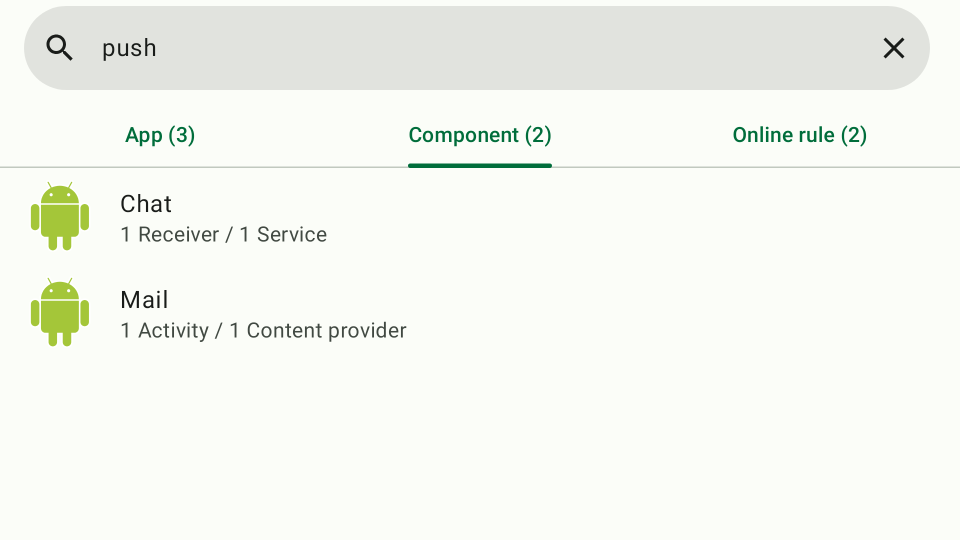 push
App (3)
Component (2)
Online rule (2)
Chat
1 Receiver / 1 Service
Mail
1 Activity / 1 Content provider